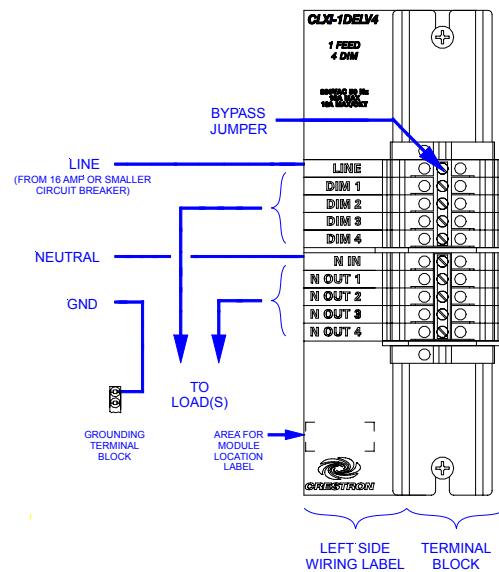 CLXI-1DELV4
1 FEED
4 DIM
16A MAX
BYPASS
JUMPER
LINE
(FROM 16 AMP OR SMALLER
CIRCUIT BREAKER)
LINE
DIM 1
DIM 2
DIM 3
DIM 4
NEUTRAL
N IN
N OUT 1
N OUT 2
N OUT 3
N OUT 4
GND
TO
LOAD(S)
GROUNDING
TERMINAL
BLOCK
AREA FOR
MODULE
LOCATION
LABEL
CRESTRON
LEFT SIDE
WIRING LABEL
TERMINAL
BLOCK